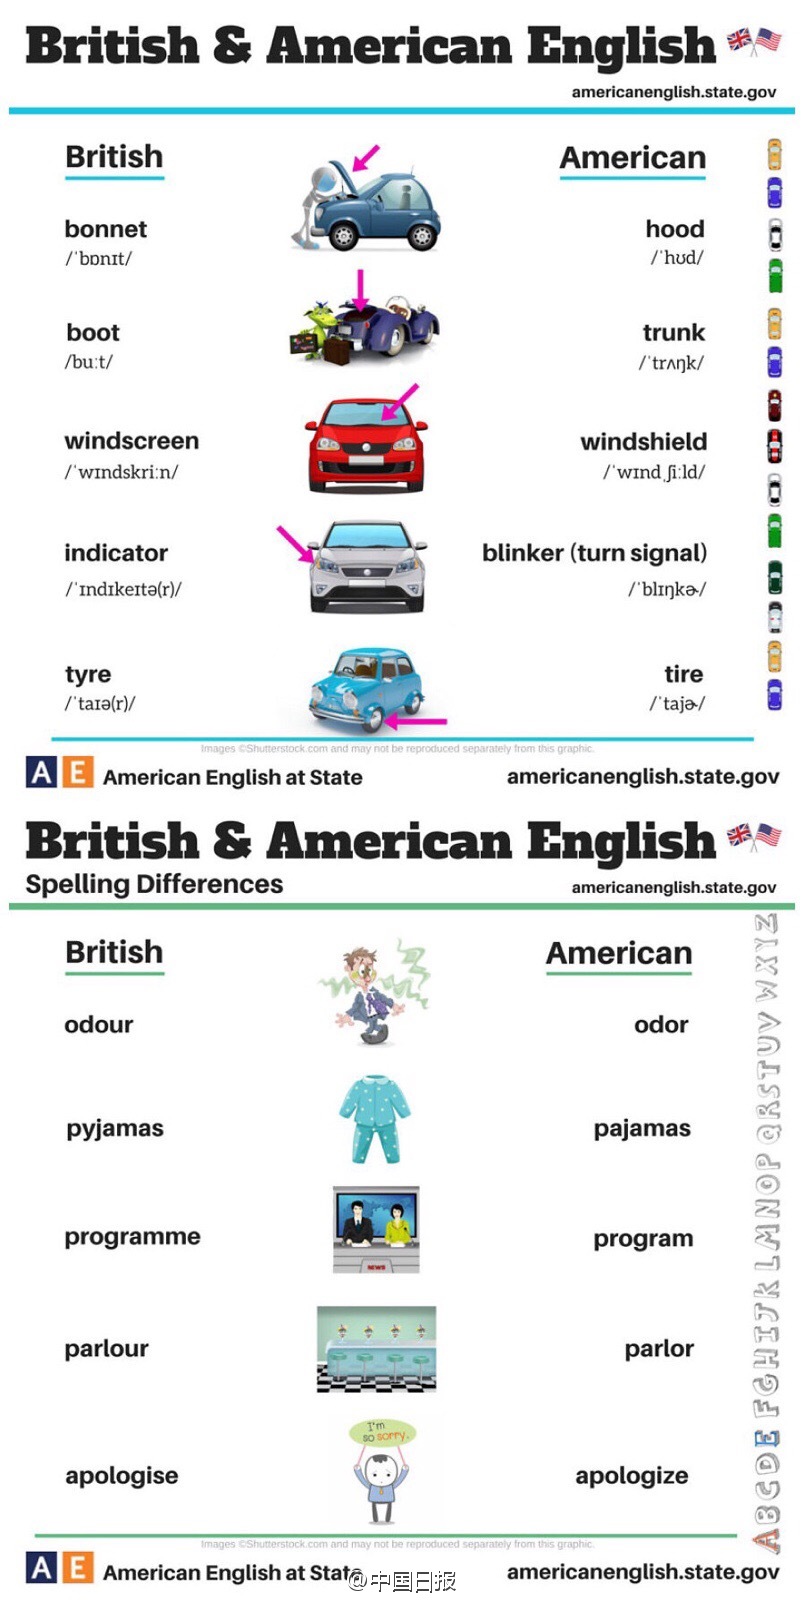 British & American English
americanenglish.state.gov
British
American
bonnet
hood
/ˈbɒnɪt/
/ˈhʊd/
boot
trunk
/buːt/
/ˈtrʌŋk/
windscreen
windshield
/ˈwɪndskriːn/
/ˈwɪndˌʃiːld/
indicator
blinker (turn signal)
/ˈɪndɪkeɪtə(r)/
/ˈblɪŋkɚ/
tyre
tire
/ˈtaɪə(r)/
/ˈtajɚ/
Images ©Shutterstock.com and may not be reproduced separately from this graphic.
A E American English at State
americanenglish.state.gov
British & American English
Spelling Differences
americanenglish.state.gov
British
American
odour
odor
pyjamas
pajamas
programme
program
NEWS
parlour
parlor
I'm
so sorry.
apologise
apologize
ABCDEFGHIJKLMNOPQRSTUVWXYZ
Images ©Shutterstock.com and may not be reproduced separately from this graphic.
A E American English at State
americanenglish.state.gov
@中国日报